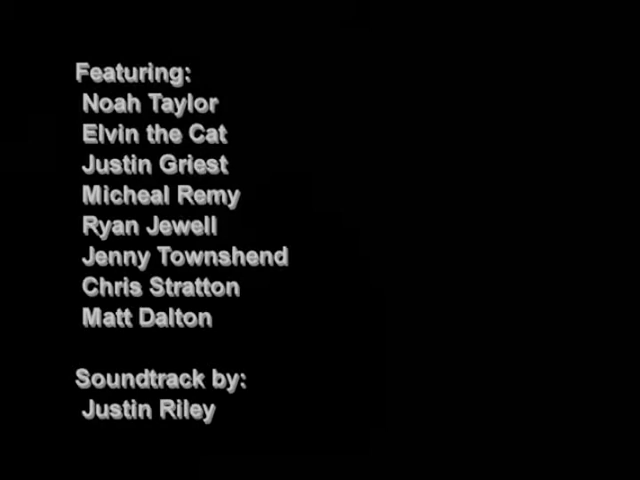 Featuring:
Noah Taylor
Elvin the Cat
Justin Griest
Micheal Remy
Ryan Jewell
Jenny Townshend
Chris Stratton
Matt Dalton
Soundtrack by:
Justin Riley